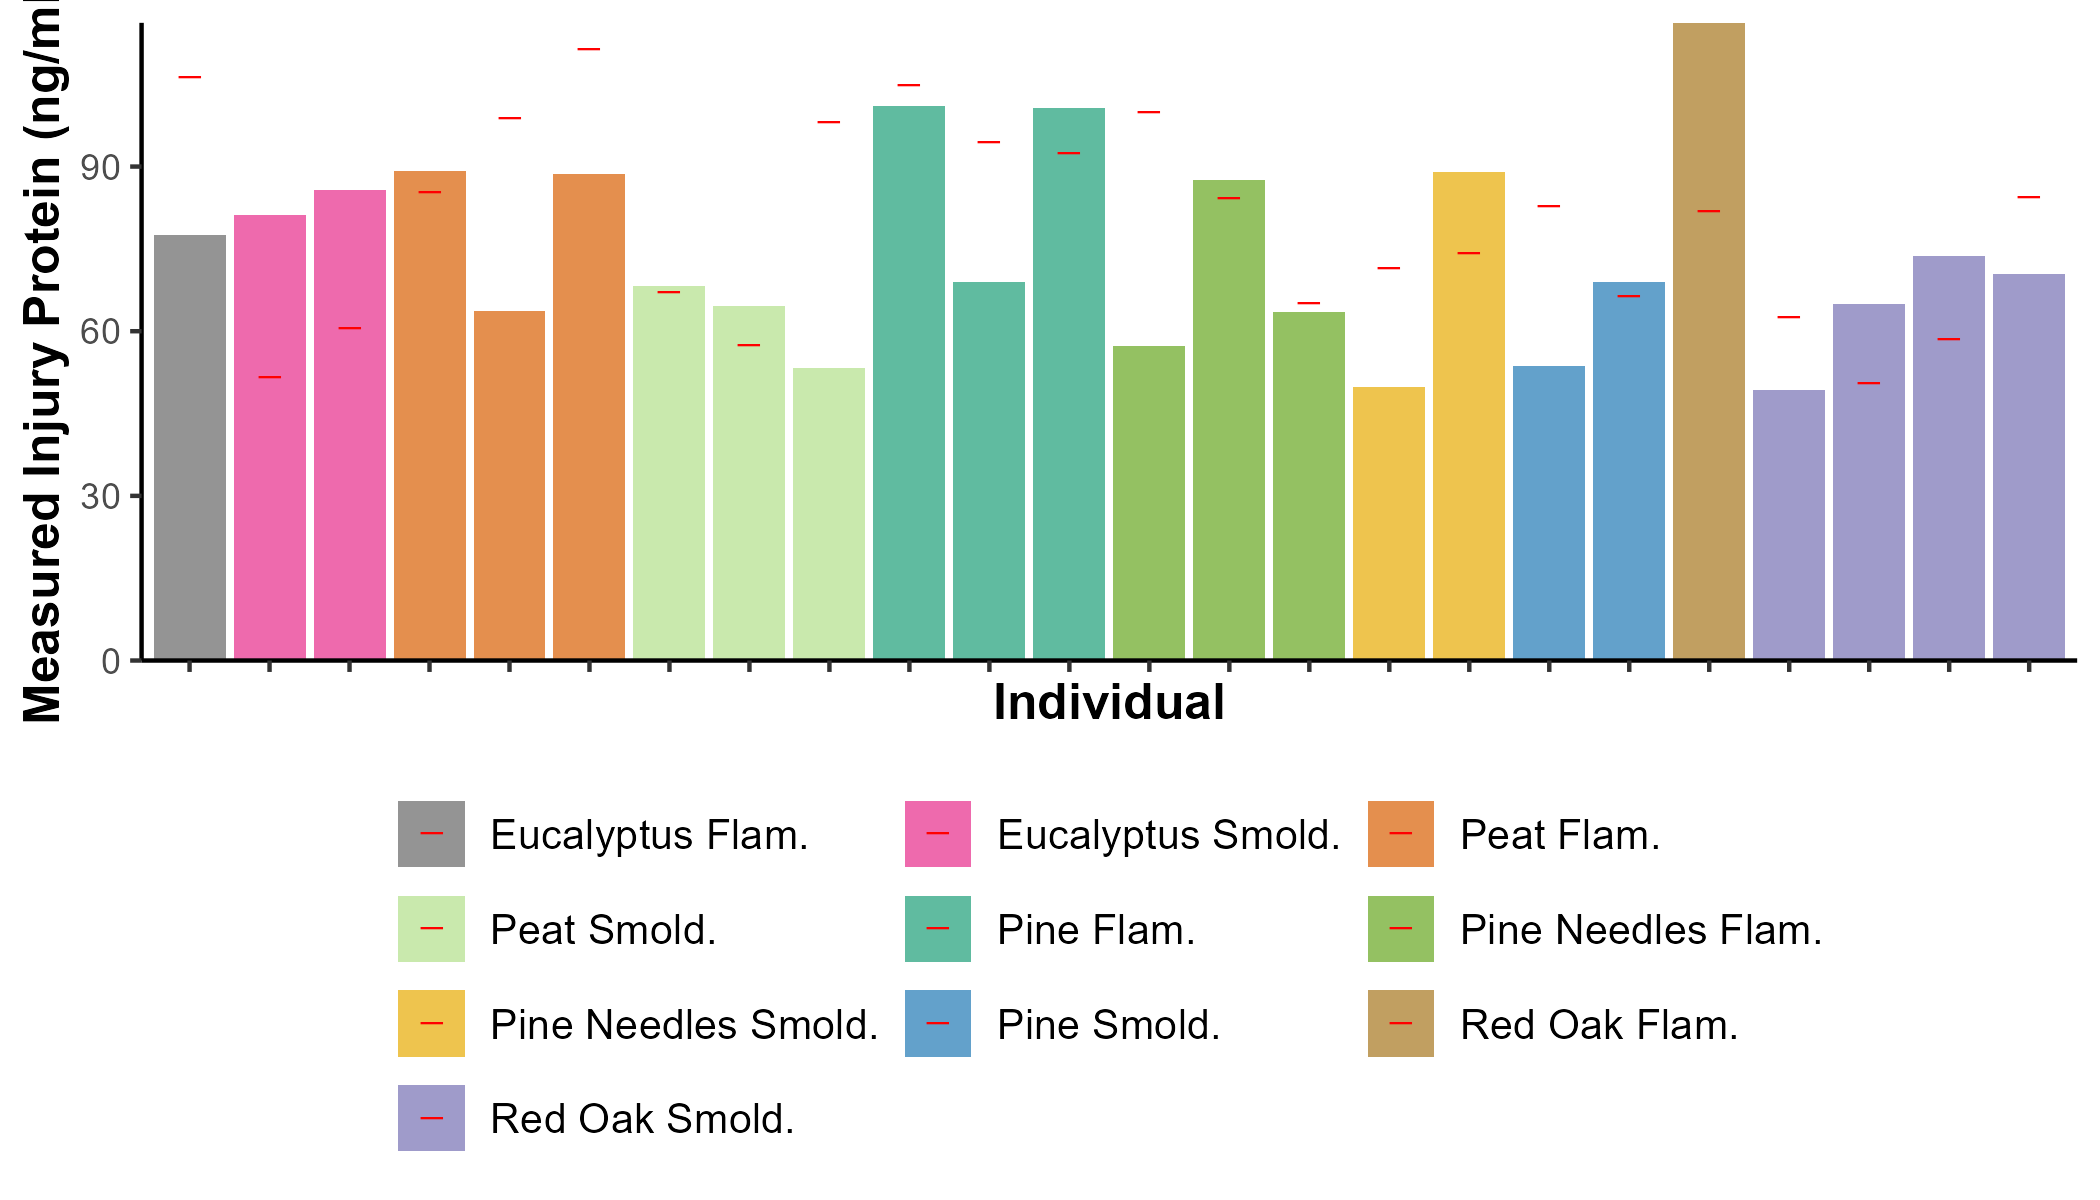 Measured Injury Protein (ng/ml
90
60
30
0
Individual
Eucalyptus Flam.
Eucalyptus Smold.
Peat Flam.
Peat Smold.
Pine Flam.
Pine Needles Flam.
Pine Needles Smold.
Pine Smold.
Red Oak Flam.
Red Oak Smold.